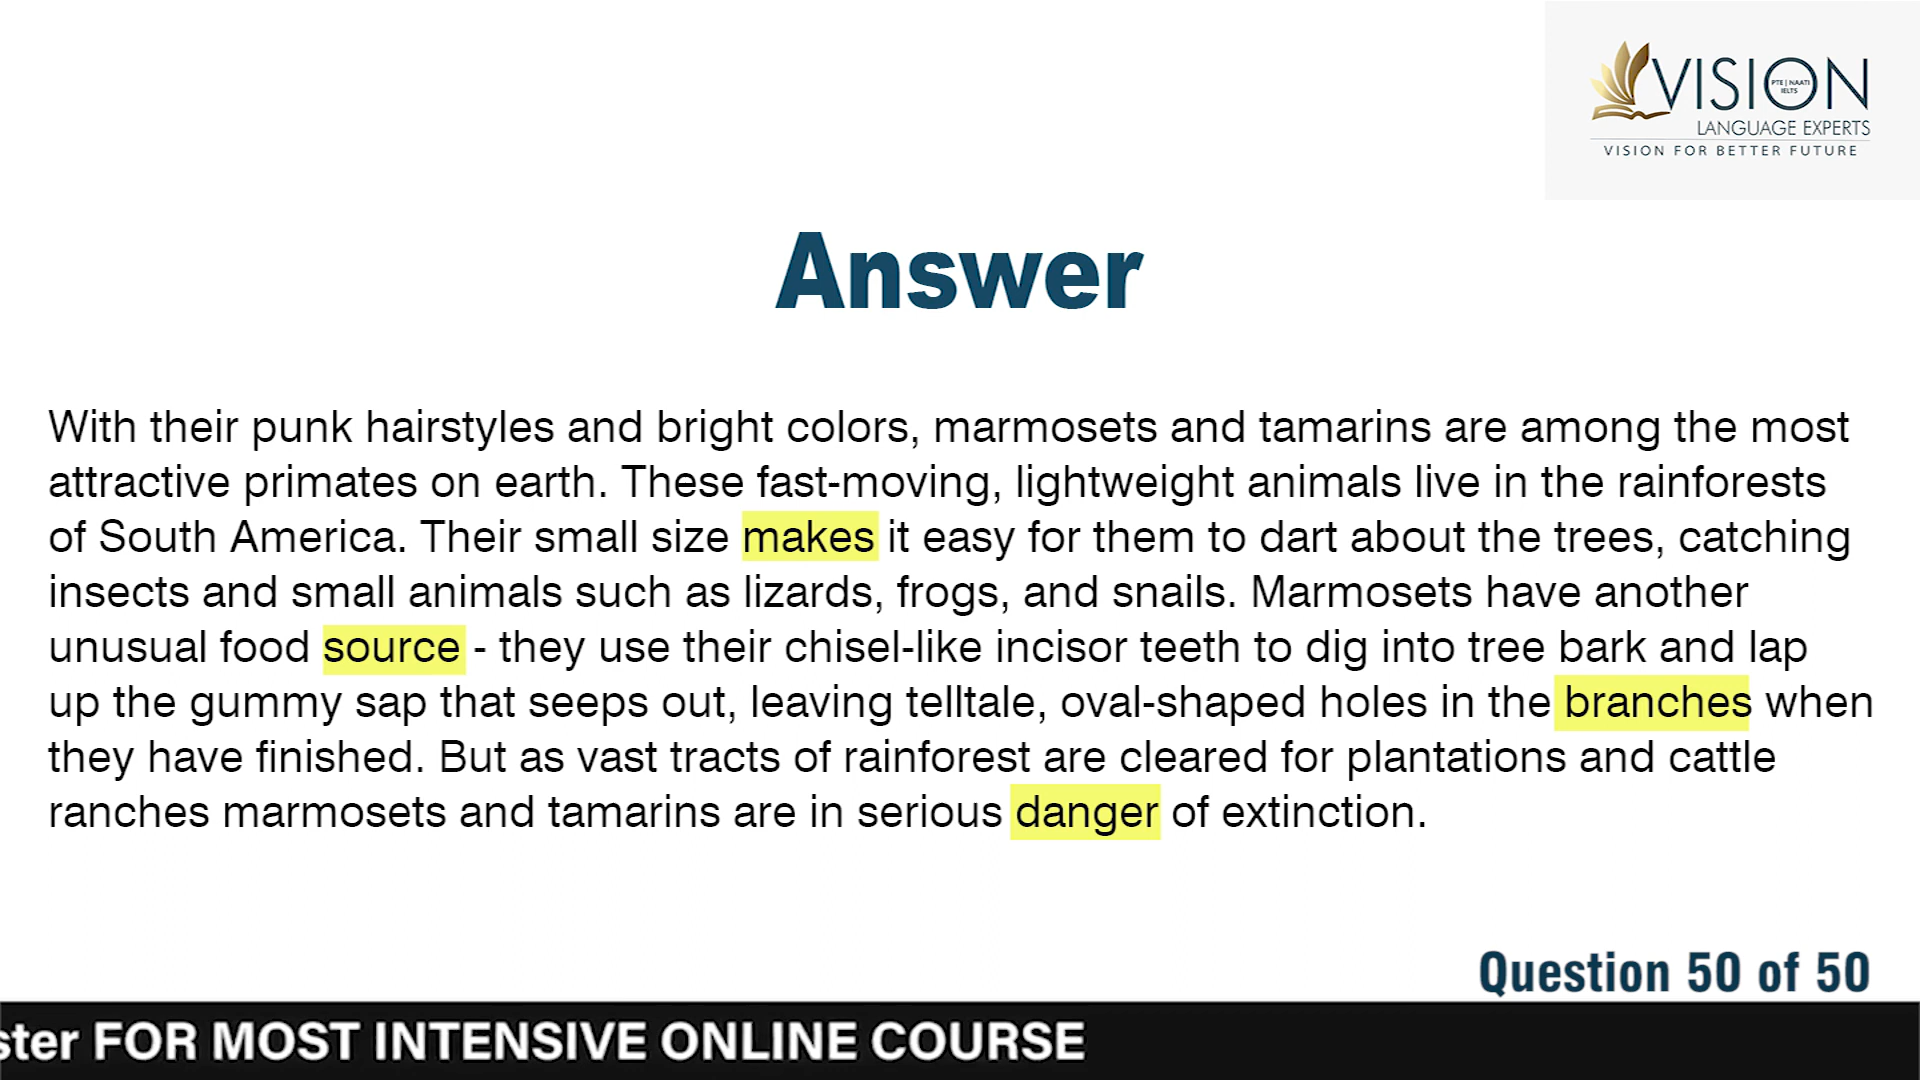 VISION
PTE | NAATI
IELTS
LANGUAGE EXPERTS
VISION FOR BETTER FUTURE
Answer
With their punk hairstyles and bright colors, marmosets and tamarins are among the most
attractive primates on earth. These fast-moving, lightweight animals live in the rainforests
of South America. Their small size makes it easy for them to dart about the trees, catching
insects and small animals such as lizards, frogs, and snails. Marmosets have another
unusual food source - they use their chisel-like incisor teeth to dig into tree bark and lap
up the gummy sap that seeps out, leaving telltale, oval-shaped holes in the branches when
they have finished. But as vast tracts of rainforest are cleared for plantations and cattle
ranches marmosets and tamarins are in serious danger of extinction.
Question 50 of 50
ster FOR MOST INTENSIVE ONLINE COURSE